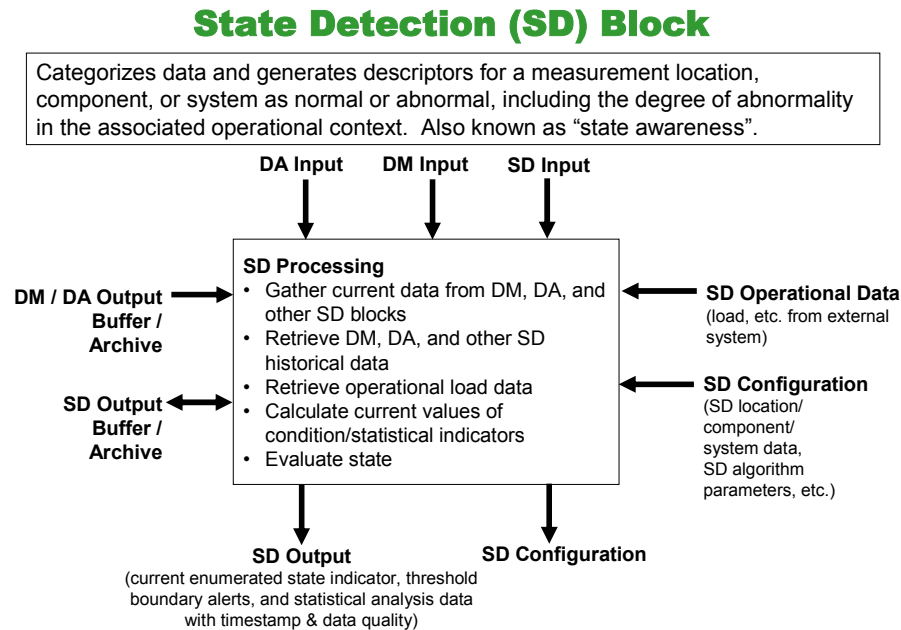 State Detection (SD) Block
Categorizes data and generates descriptors for a measurement location,
component, or system as normal or abnormal, including the degree of abnormality
in the associated operational context.  Also known as “state awareness”.
DA Input
DM Input
SD Input
DM / DA Output
Buffer /
Archive
SD Output
Buffer /
Archive
SD Processing
• Gather current data from DM, DA, and
other SD blocks
• Retrieve DM, DA, and other SD
historical data
• Retrieve operational load data
• Calculate current values of
condition/statistical indicators
• Evaluate state
SD Operational Data
(load, etc. from external
system)
SD Configuration
(SD location/
component/
system data,
SD algorithm
parameters, etc.)
SD Output
(current enumerated state indicator, threshold
boundary alerts, and statistical analysis data
with timestamp & data quality)
SD Configuration